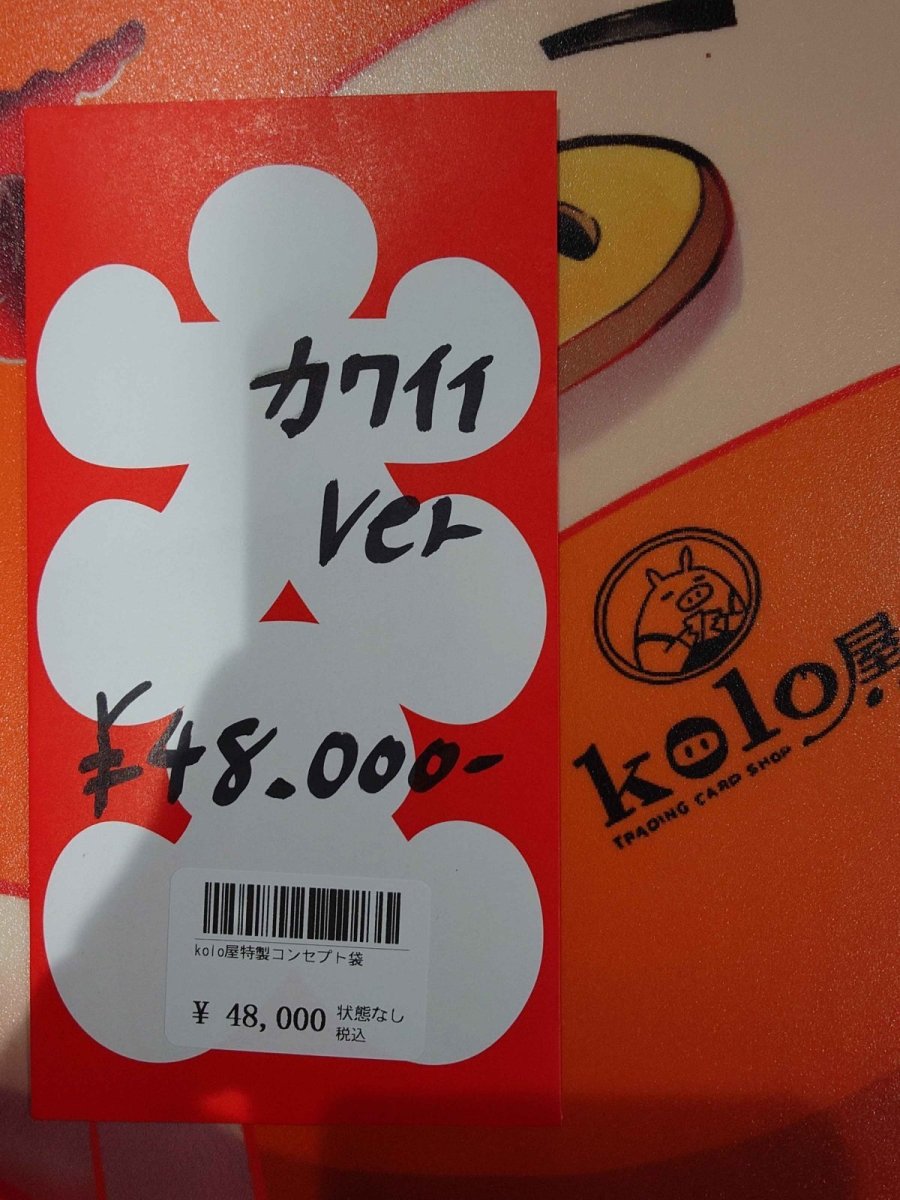 カワイイ
ver
¥48.000-
kolo屋特製コンセプト袋
¥ 48,000 状態なし
税込
kolo屋
TRADING CARD SHOP